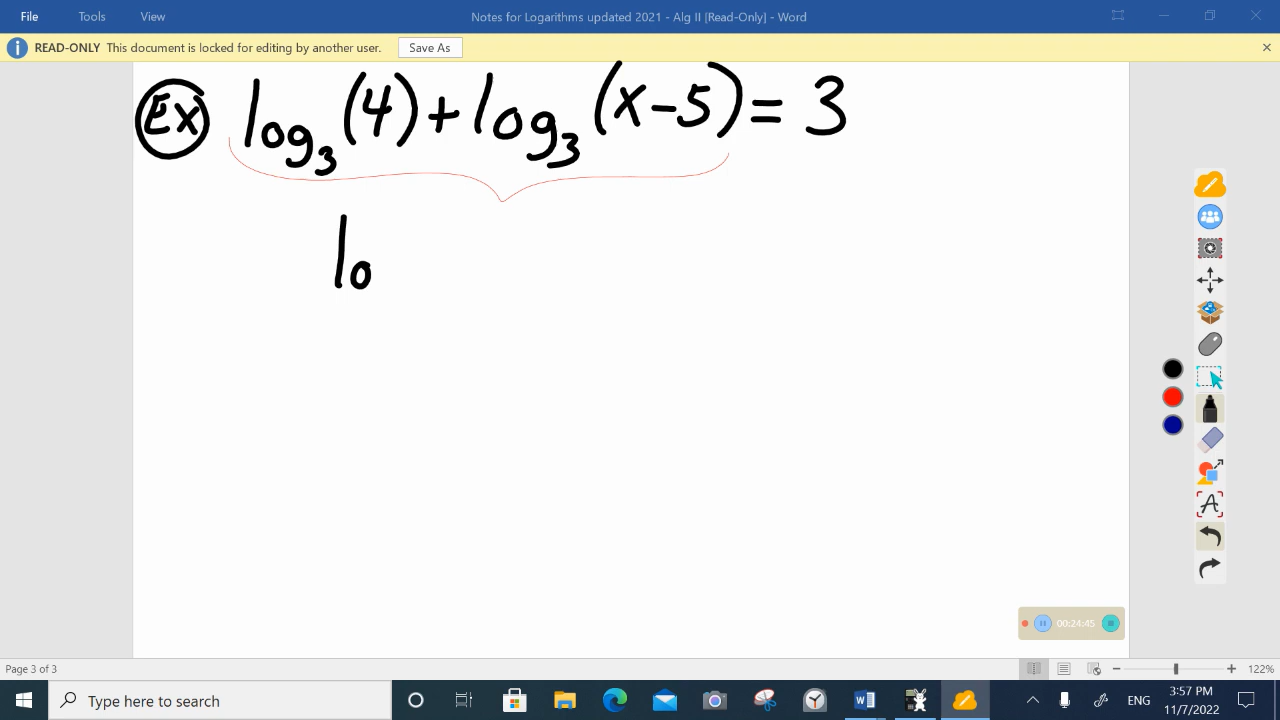 File Tools View Notes for Logarithms updated 2021 - Alg II [Read-Only] - Word
READ-ONLY This document is locked for editing by another user. Save As
Ex log₃(4)+log₃(x-5)=3
lo
00:24:45
Page 3 of 3 122%
Type here to search ENG 3:57 PM
11/7/2022